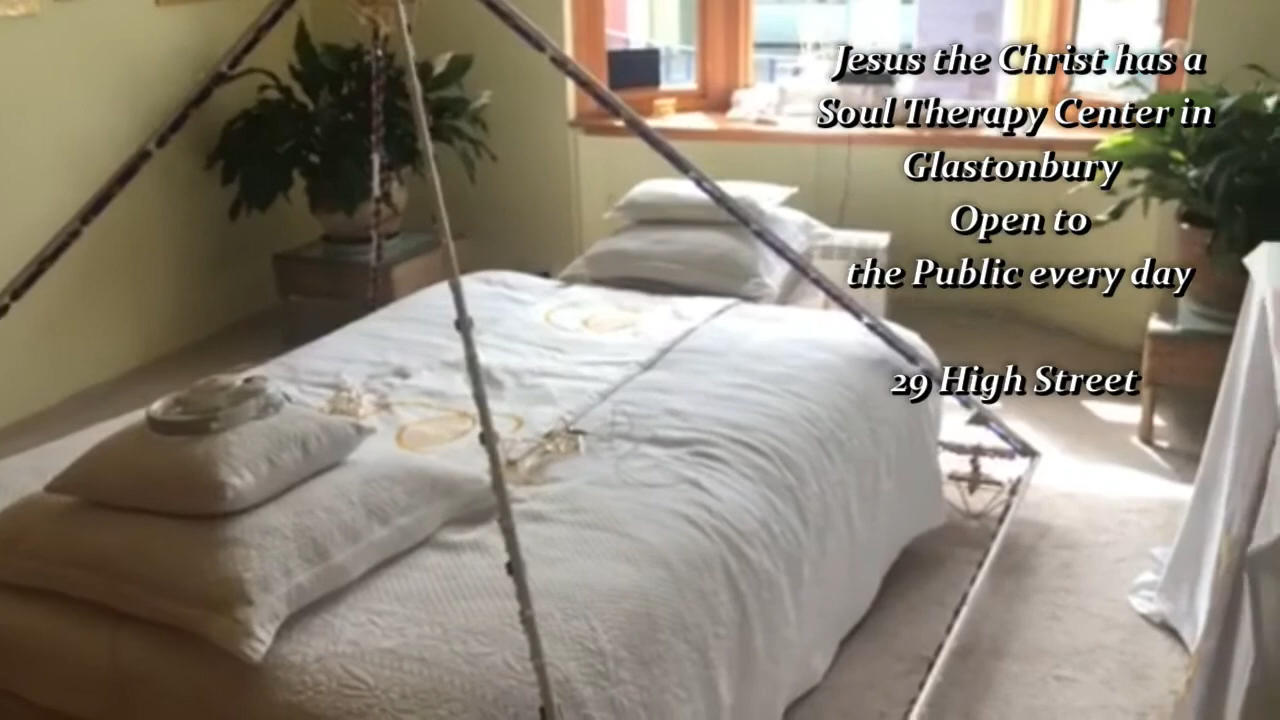 Jesus the Christ has a
Soul Therapy Center in
Glastonbury
Open to
the Public every day
29 High Street